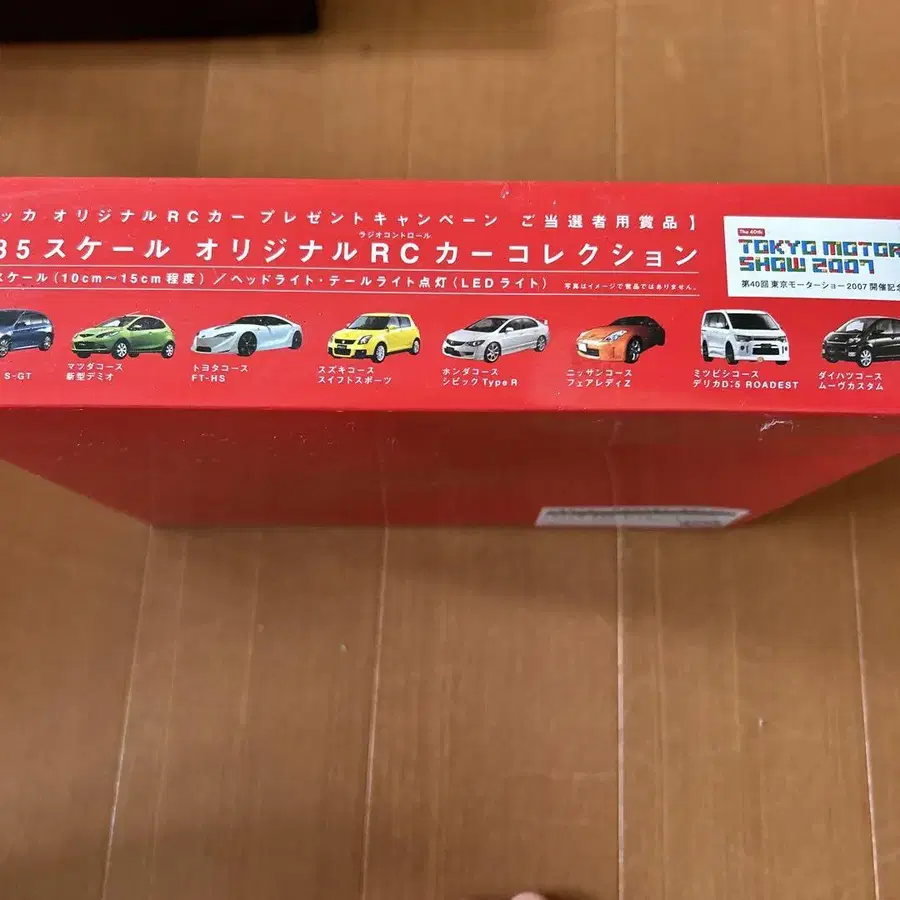 ッカ オリジナルRCカー プレゼントキャンペーン ご当選者用賞品】
35スケール オリジナルRCカーコレクション
ラジオコントロール
スケール(10cm〜15cm程度)/ヘッドライト・テールライト点灯(LEDライト)
写真はイメージで賞品ではありません。
The 40th
TOKYO MOTOR
SHOW 2007
第40回 東京モーターショー2007 開催記念
S-GT
マツダコース
新型デミオ
トヨタコース
FT-HS
スズキコース
スイフトスポーツ
ホンダコース
シビック Type R
ニッサンコース
フェアレディZ
ミツビシコース
デリカD:5 ROADEST
ダイハツコース
ムーヴカスタム